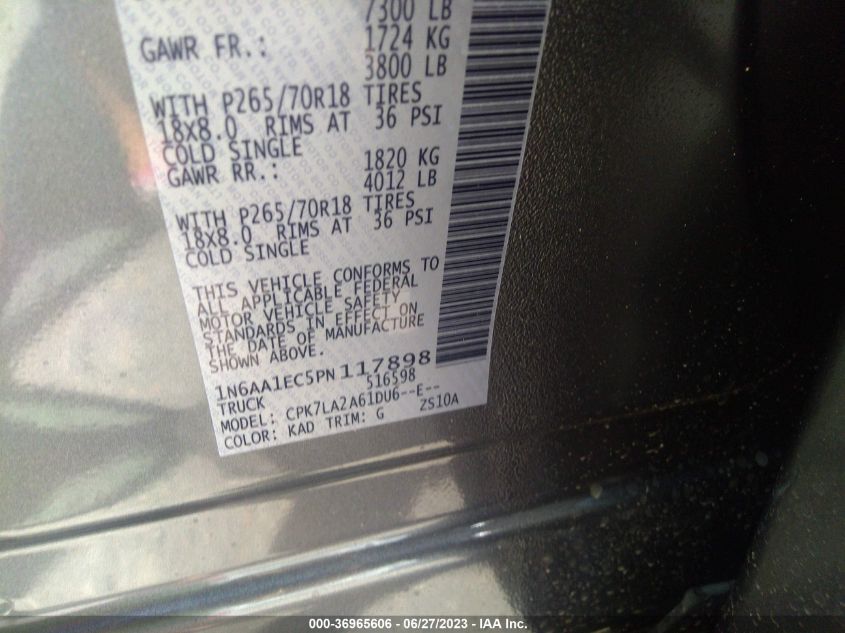 7300 LB
GAWR FR.: 1724 KG
3800 LB
WITH P265/70R18 TIRES
18x8.0 RIMS AT 36 PSI
COLD SINGLE
GAWR RR.: 1820 KG
4012 LB
WITH P265/70R18 TIRES
18x8.0 RIMS AT 36 PSI
COLD SINGLE
THIS VEHICLE CONFORMS TO
ALL APPLICABLE FEDERAL
MOTOR VEHICLE SAFETY
STANDARDS IN EFFECT ON
THE DATE OF MANUFACTURE
SHOWN ABOVE.
1N6AA1EC5PN117898
TRUCK 516598
MODEL: CPK7LA2A61DU6--E--
COLOR: KAD TRIM: G ZS10A
000-36965606 - 06/27/2023 - IAA Inc.